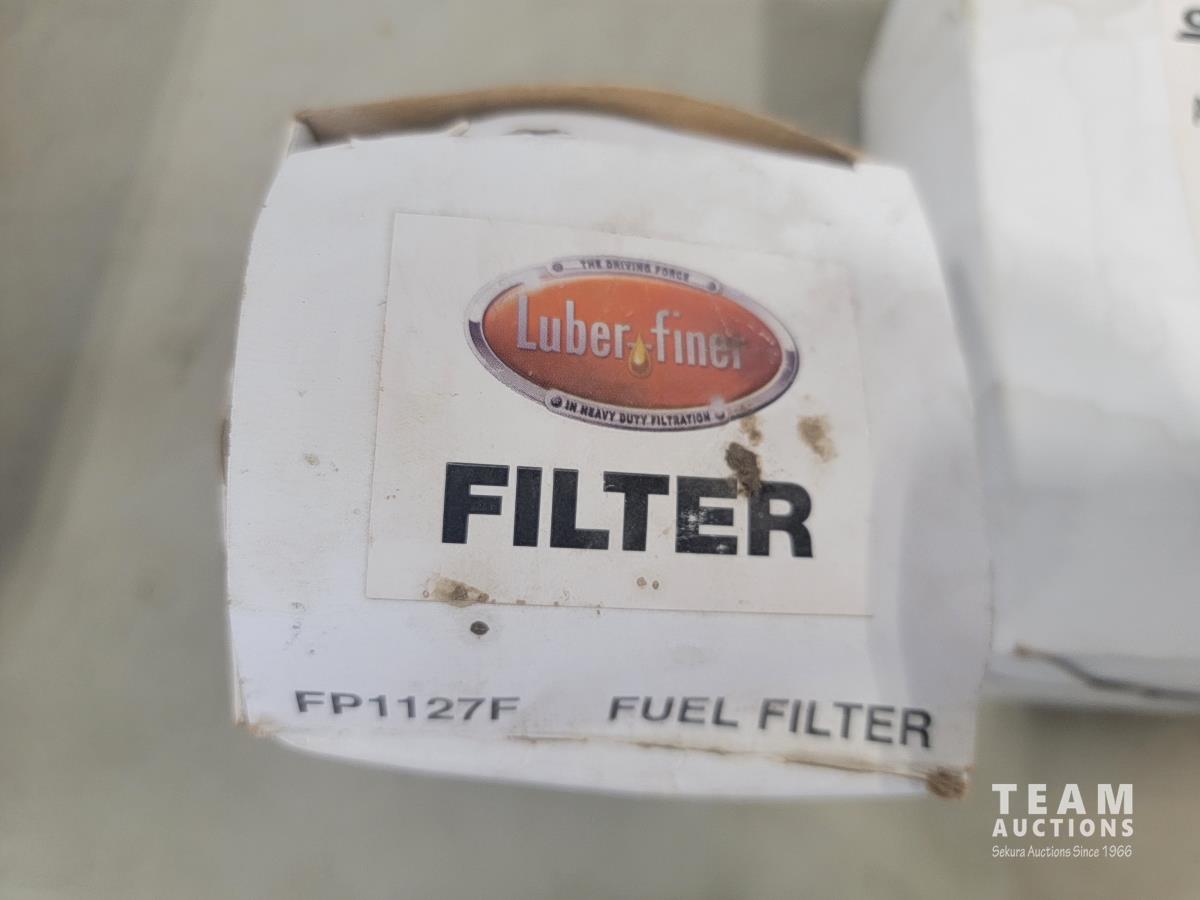 THE DRIVING FORCE
Luber-finer
IN HEAVY DUTY FILTRATION
FILTER
FP1127F FUEL FILTER
TEAM
AUCTIONS
Sekura Auctions Since 1966